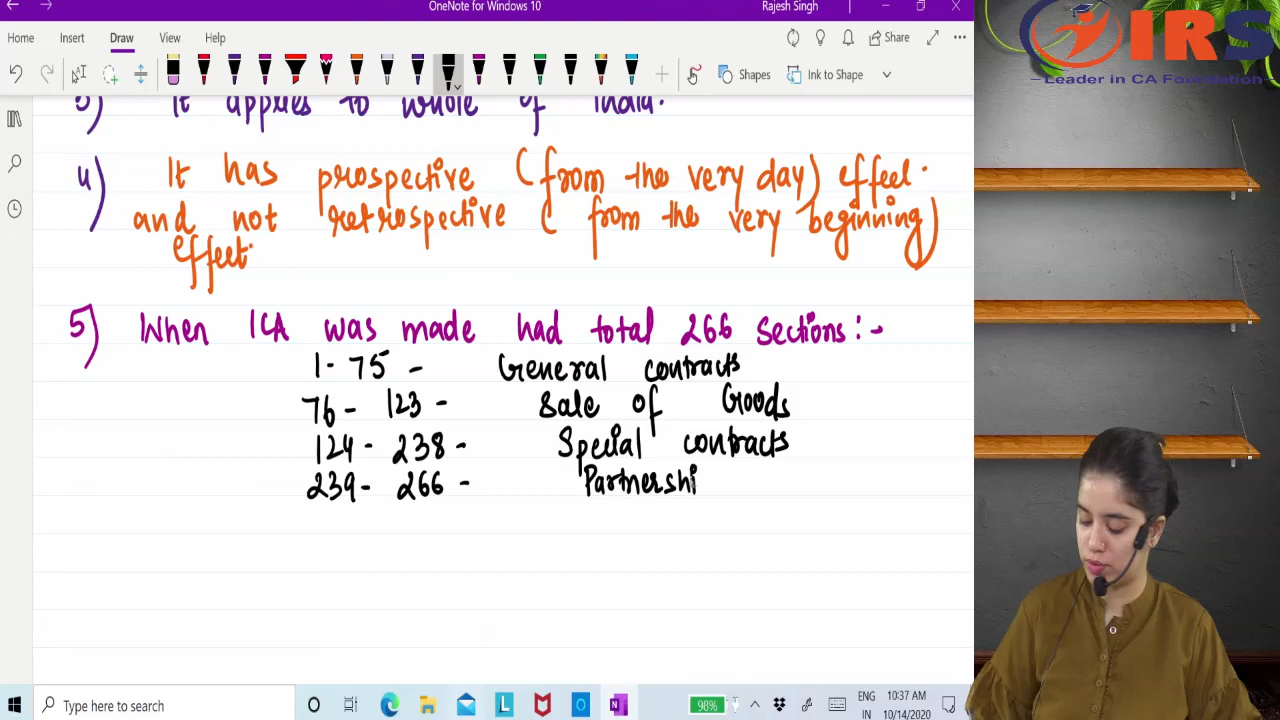 OneNote for Windows 10
Rajesh Singh
Home Insert Draw View Help
Share
Shapes
Ink to Shape
IRS
Leader in CA Foundation
3) It applies to whole of India.
4) It has prospective (from the very day) effect.
and not retrospective (from the very beginning)
effect.
5) When ICA was made had total 266 sections:-
1-75 - General contracts
76-123- Sale of Goods
124-238- Special contracts
239-266- Partnershi
Type here to search
98%
ENG
IN
10:37 AM
10/14/2020